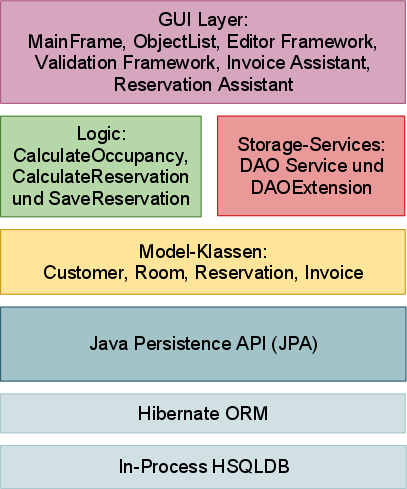 GUI Layer:
MainFrame, ObjectList, Editor Framework,
Validation Framework, Invoice Assistant,
Reservation Assistant
Logic:
CalculateOccupancy,
CalculateReservation
und SaveReservation
Storage-Services:
DAO Service und
DAOExtension
Model-Klassen:
Customer, Room, Reservation, Invoice
Java Persistence API (JPA)
Hibernate ORM
In-Process HSQLDB